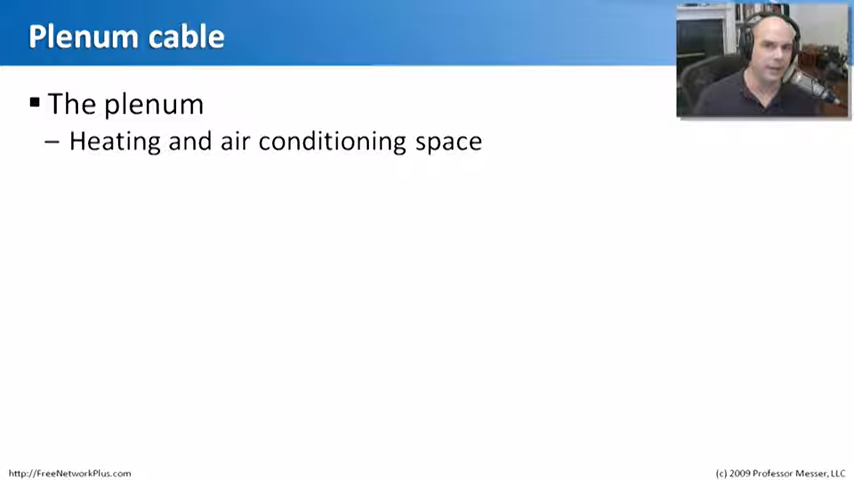 Plenum cable
▪ The plenum
– Heating and air conditioning space
http://FreeNetworkPlus.com
(c) 2009 Professor Messer, LLC